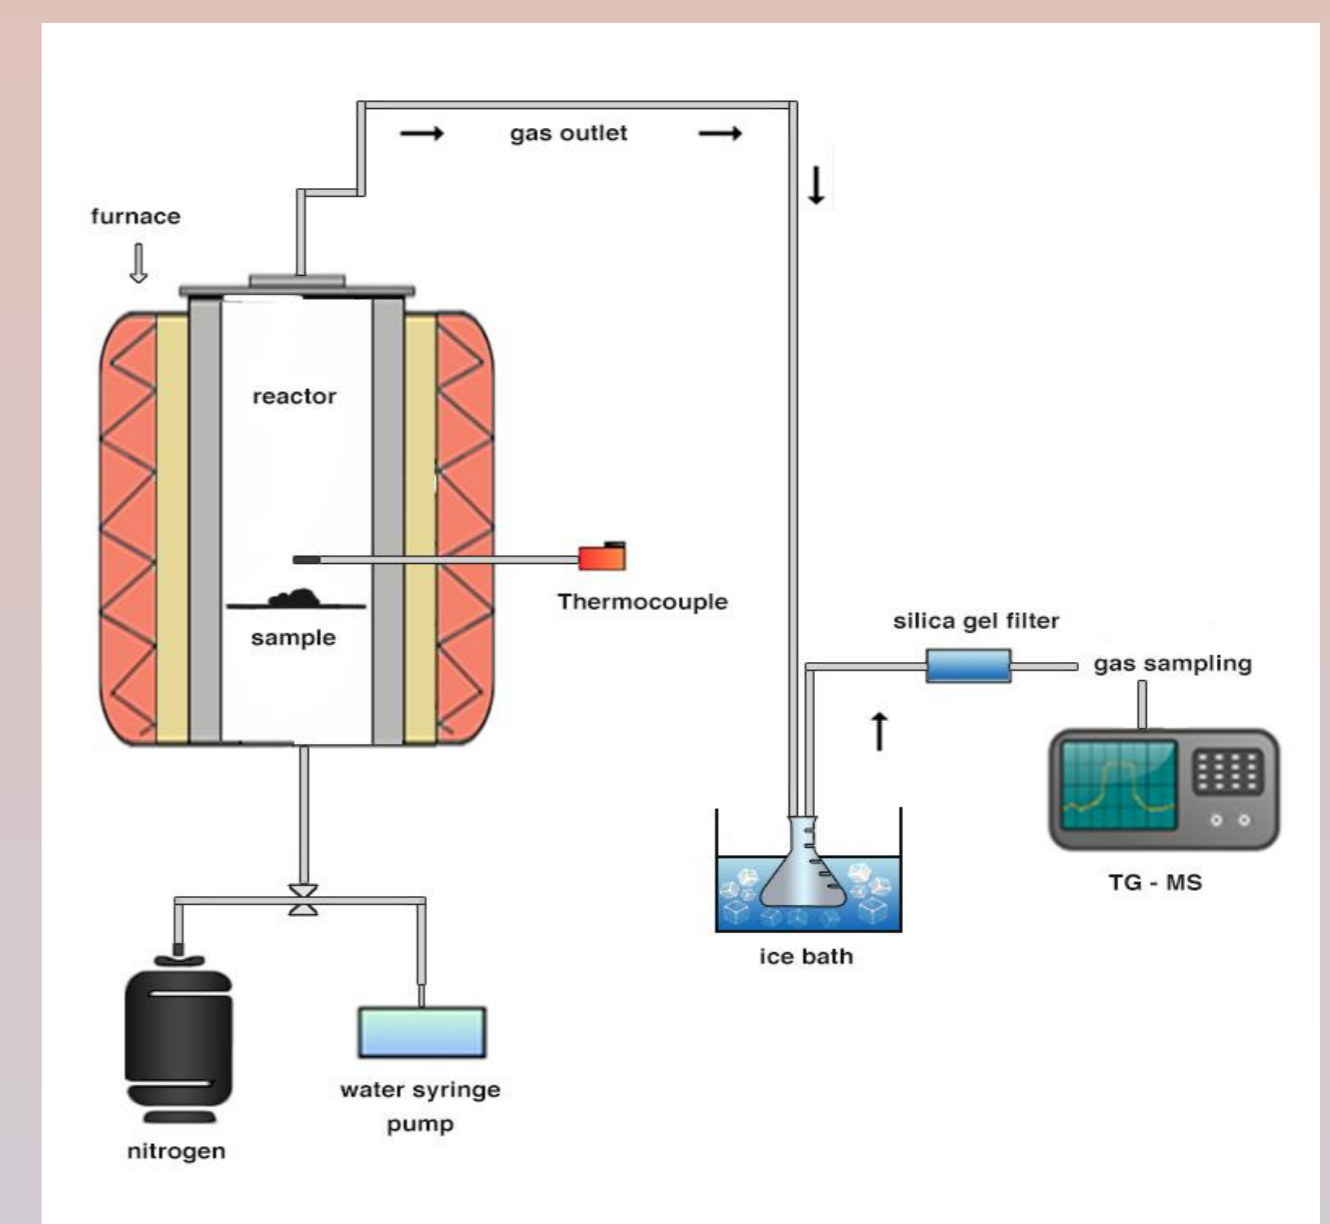 gas outlet
furnace
reactor
Thermocouple
sample
silica gel filter
gas sampling
TG - MS
ice bath
water syringe
pump
nitrogen